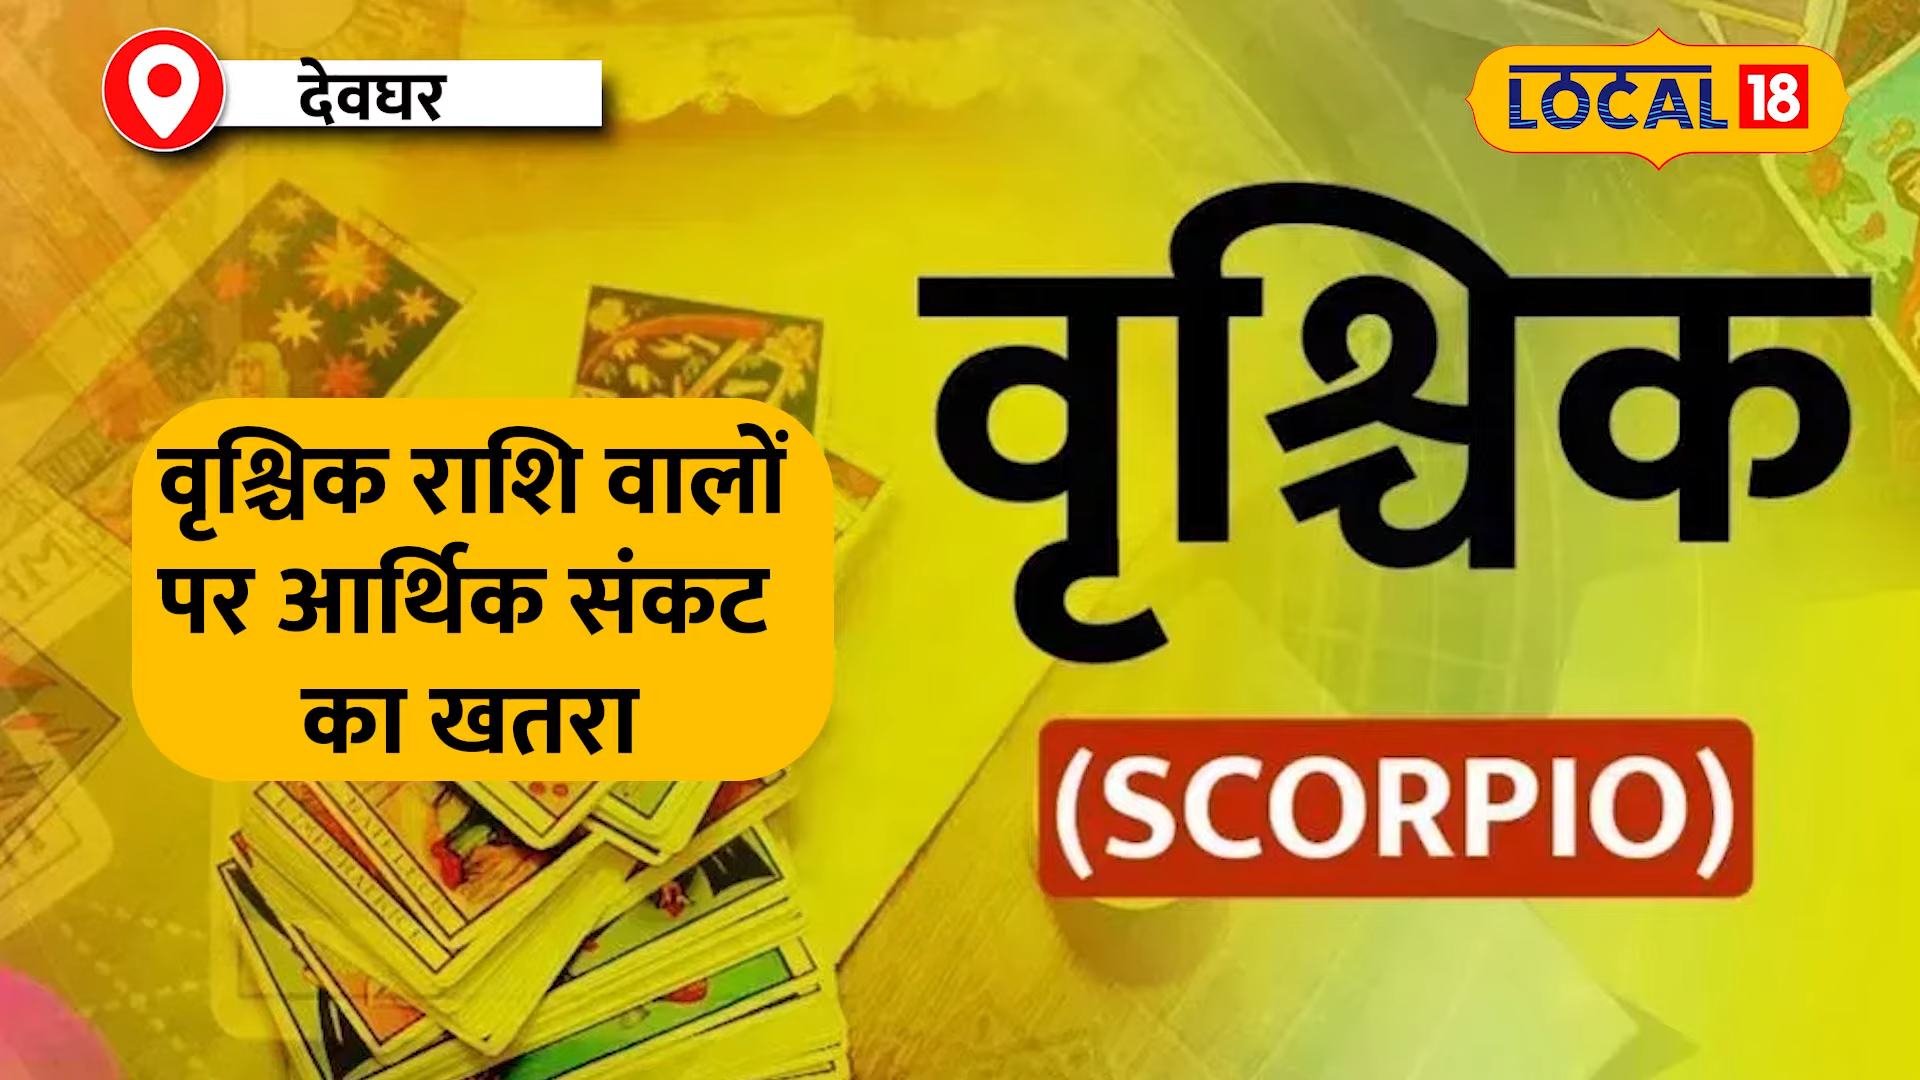 देवघर
LOCAL 18
वृश्चिक
वृश्चिक राशि वालों
पर आर्थिक संकट
का खतरा
(SCORPIO)